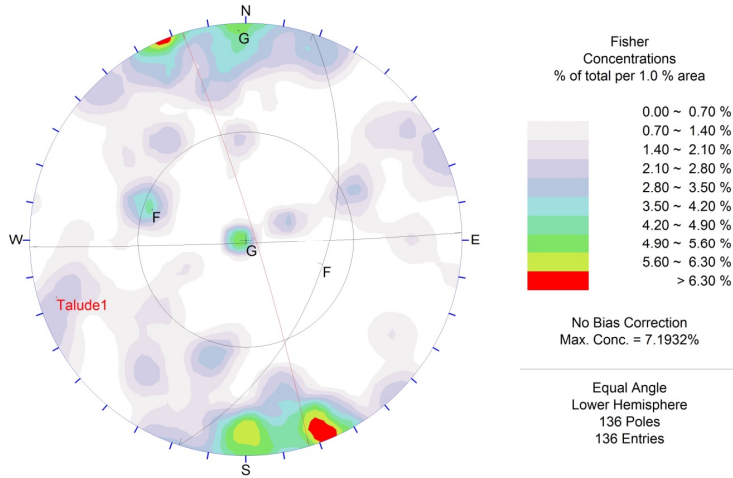 N
G
F
W
E
G
F
Talude1
S
Fisher
Concentrations
% of total per 1.0 % area
0.00 ~ 0.70 %
0.70 ~ 1.40 %
1.40 ~ 2.10 %
2.10 ~ 2.80 %
2.80 ~ 3.50 %
3.50 ~ 4.20 %
4.20 ~ 4.90 %
4.90 ~ 5.60 %
5.60 ~ 6.30 %
> 6.30 %
No Bias Correction
Max. Conc. = 7.1932%
Equal Angle
Lower Hemisphere
136 Poles
136 Entries